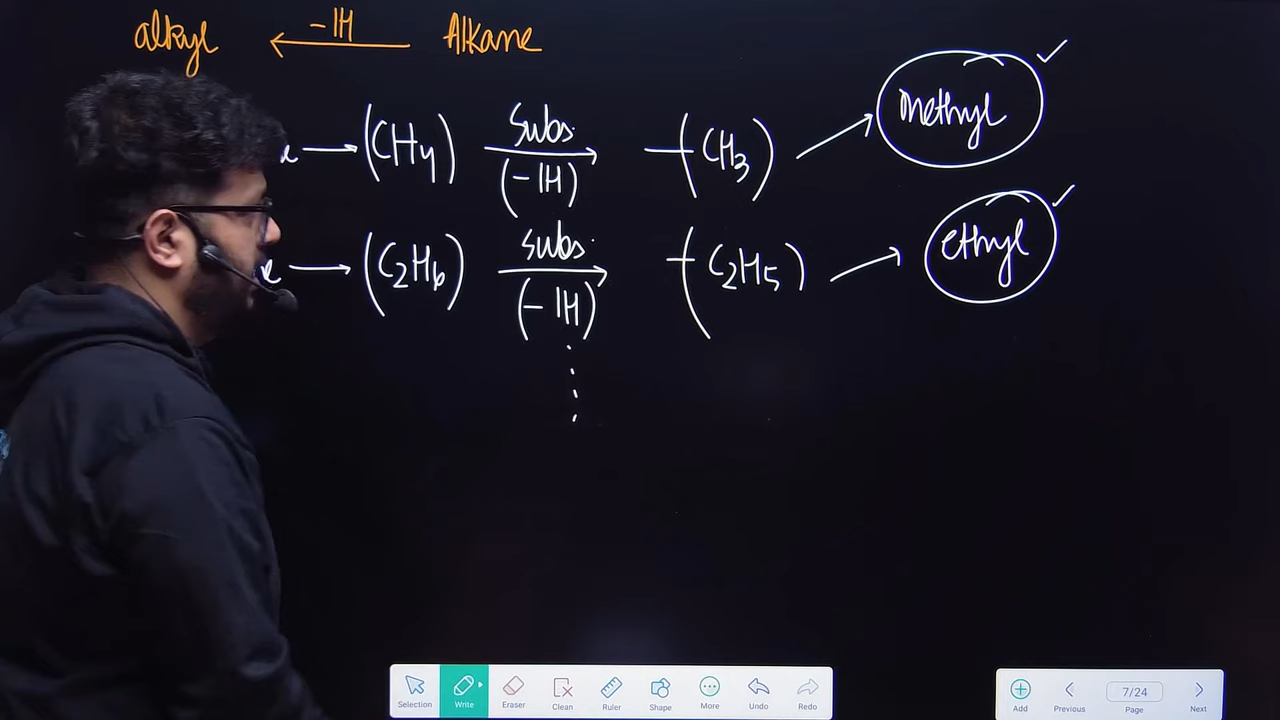 alkyl ← -1H Alkane
→ (CH4) Subs. (-1H) → -(CH3) → Methyl ✓
→ (C2H6) Subs. (-1H) → -(C2H5) → ethyl ✓
Selection Write Eraser Clean Ruler Shape More Undo Redo
Add Previous 7/24 Page Next